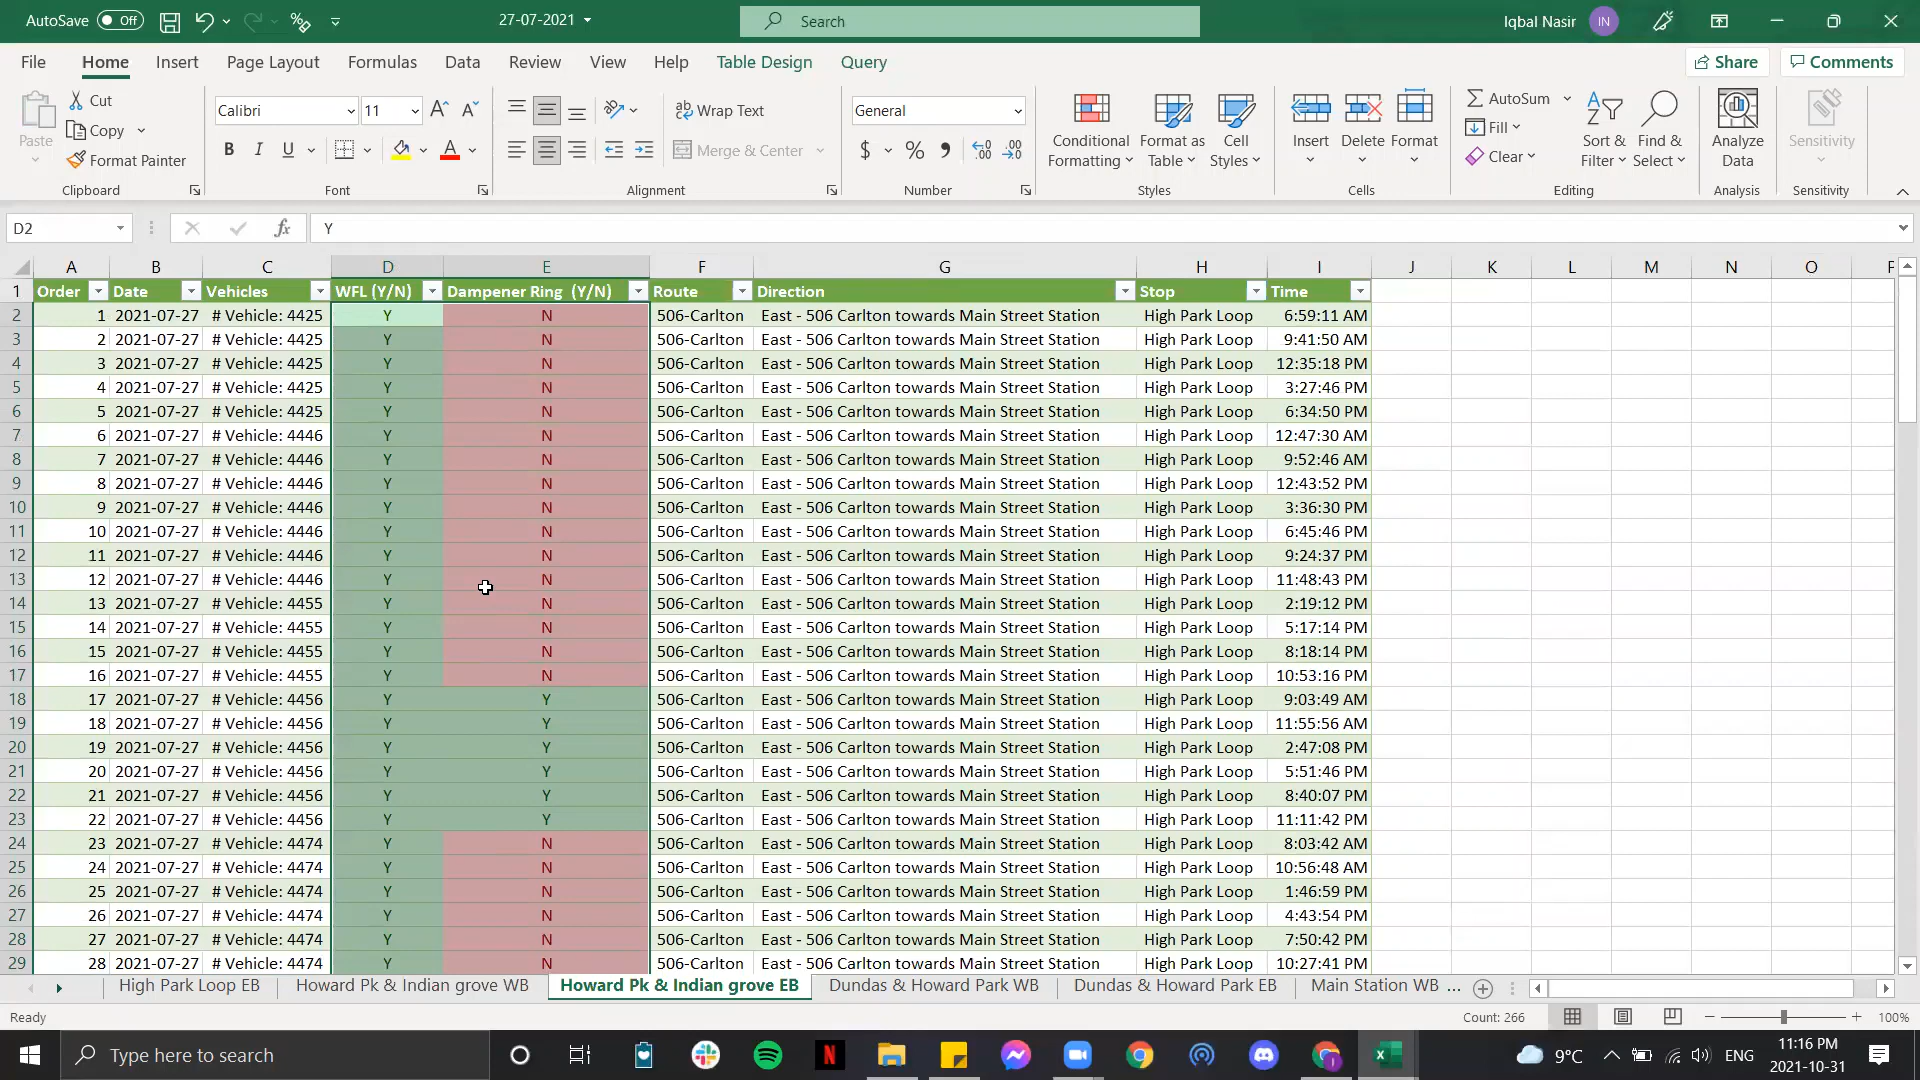 AutoSave Off 27-07-2021 Search Iqbal Nasir IN
File Home Insert Page Layout Formulas Data Review View Help Table Design Query Share Comments
Paste Cut Copy Format Painter Clipboard
Calibri 11 B I U A Font
Wrap Text Merge & Center Alignment
General $ % Number
Conditional Formatting Format as Table Cell Styles Styles
Insert Delete Format Cells
AutoSum Fill Clear Sort & Filter Find & Select Editing
Analyze Data Analysis
Sensitivity Sensitivity
D2 fx Y
A B C D E F G H I J K L M N O P
1 Order Date Vehicles WFL (Y/N) Dampener Ring (Y/N) Route Direction Stop Time
2 1 2021-07-27 # Vehicle: 4425 Y N 506-Carlton East - 506 Carlton towards Main Street Station High Park Loop 6:59:11 AM
3 2 2021-07-27 # Vehicle: 4425 Y N 506-Carlton East - 506 Carlton towards Main Street Station High Park Loop 9:41:50 AM
4 3 2021-07-27 # Vehicle: 4425 Y N 506-Carlton East - 506 Carlton towards Main Street Station High Park Loop 12:35:18 PM
5 4 2021-07-27 # Vehicle: 4425 Y N 506-Carlton East - 506 Carlton towards Main Street Station High Park Loop 3:27:46 PM
6 5 2021-07-27 # Vehicle: 4425 Y N 506-Carlton East - 506 Carlton towards Main Street Station High Park Loop 6:34:50 PM
7 6 2021-07-27 # Vehicle: 4446 Y N 506-Carlton East - 506 Carlton towards Main Street Station High Park Loop 12:47:30 AM
8 7 2021-07-27 # Vehicle: 4446 Y N 506-Carlton East - 506 Carlton towards Main Street Station High Park Loop 9:52:46 AM
9 8 2021-07-27 # Vehicle: 4446 Y N 506-Carlton East - 506 Carlton towards Main Street Station High Park Loop 12:43:52 PM
10 9 2021-07-27 # Vehicle: 4446 Y N 506-Carlton East - 506 Carlton towards Main Street Station High Park Loop 3:36:30 PM
11 10 2021-07-27 # Vehicle: 4446 Y N 506-Carlton East - 506 Carlton towards Main Street Station High Park Loop 6:45:46 PM
12 11 2021-07-27 # Vehicle: 4446 Y N 506-Carlton East - 506 Carlton towards Main Street Station High Park Loop 9:24:37 PM
13 12 2021-07-27 # Vehicle: 4446 Y N 506-Carlton East - 506 Carlton towards Main Street Station High Park Loop 11:48:43 PM
14 13 2021-07-27 # Vehicle: 4455 Y N 506-Carlton East - 506 Carlton towards Main Street Station High Park Loop 2:19:12 PM
15 14 2021-07-27 # Vehicle: 4455 Y N 506-Carlton East - 506 Carlton towards Main Street Station High Park Loop 5:17:14 PM
16 15 2021-07-27 # Vehicle: 4455 Y N 506-Carlton East - 506 Carlton towards Main Street Station High Park Loop 8:18:14 PM
17 16 2021-07-27 # Vehicle: 4455 Y N 506-Carlton East - 506 Carlton towards Main Street Station High Park Loop 10:53:16 PM
18 17 2021-07-27 # Vehicle: 4456 Y Y 506-Carlton East - 506 Carlton towards Main Street Station High Park Loop 9:03:49 AM
19 18 2021-07-27 # Vehicle: 4456 Y Y 506-Carlton East - 506 Carlton towards Main Street Station High Park Loop 11:55:56 AM
20 19 2021-07-27 # Vehicle: 4456 Y Y 506-Carlton East - 506 Carlton towards Main Street Station High Park Loop 2:47:08 PM
21 20 2021-07-27 # Vehicle: 4456 Y Y 506-Carlton East - 506 Carlton towards Main Street Station High Park Loop 5:51:46 PM
22 21 2021-07-27 # Vehicle: 4456 Y Y 506-Carlton East - 506 Carlton towards Main Street Station High Park Loop 8:40:07 PM
23 22 2021-07-27 # Vehicle: 4456 Y Y 506-Carlton East - 506 Carlton towards Main Street Station High Park Loop 11:11:42 PM
24 23 2021-07-27 # Vehicle: 4474 Y N 506-Carlton East - 506 Carlton towards Main Street Station High Park Loop 8:03:42 AM
25 24 2021-07-27 # Vehicle: 4474 Y N 506-Carlton East - 506 Carlton towards Main Street Station High Park Loop 10:56:48 AM
26 25 2021-07-27 # Vehicle: 4474 Y N 506-Carlton East - 506 Carlton towards Main Street Station High Park Loop 1:46:59 PM
27 26 2021-07-27 # Vehicle: 4474 Y N 506-Carlton East - 506 Carlton towards Main Street Station High Park Loop 4:43:54 PM
28 27 2021-07-27 # Vehicle: 4474 Y N 506-Carlton East - 506 Carlton towards Main Street Station High Park Loop 7:50:42 PM
29 28 2021-07-27 # Vehicle: 4474 Y N 506-Carlton East - 506 Carlton towards Main Street Station High Park Loop 10:27:41 PM
High Park Loop EB Howard Pk & Indian grove WB Howard Pk & Indian grove EB Dundas & Howard Park WB Dundas & Howard Park EB Main Station WB ...
Ready Count: 266 100%
Type here to search 9°C ENG 11:16 PM
2021-10-31